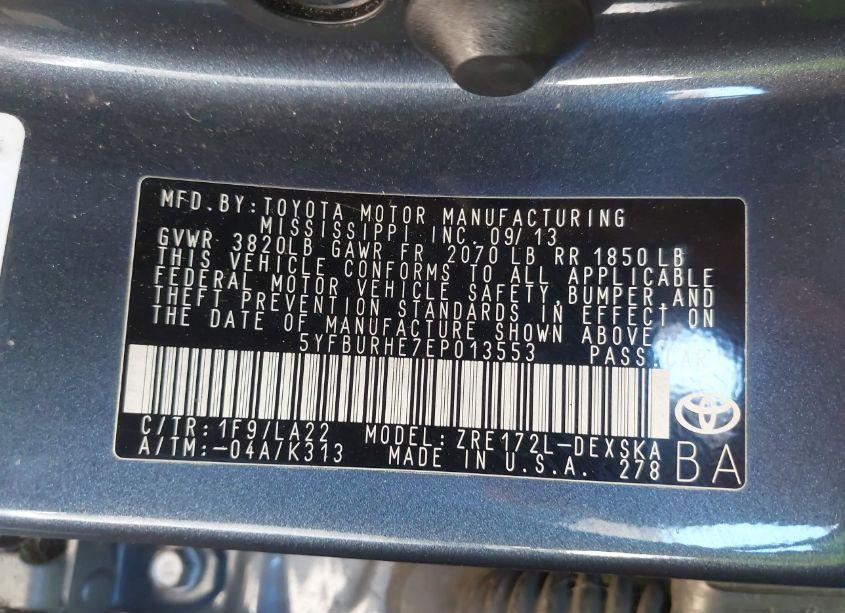 MFD. BY: TOYOTA MOTOR MANUFACTURING
MISSISSIPPI INC. 09/13
GVWR 3820LB GAWR FR 2070 LB RR 1850 LB
THIS VEHICLE CONFORMS TO ALL APPLICABLE
FEDERAL MOTOR VEHICLE SAFETY, BUMPER, AND
THEFT PREVENTION STANDARDS IN EFFECT ON
THE DATE OF MANUFACTURE SHOWN ABOVE.
5YFBURHE7EP013553 PASS. CAR
C/TR: 1F9/LA22 MODEL: ZRE172L-DEXSKA
A/TM: -04A/K313 MADE IN U.S.A. 278
BA